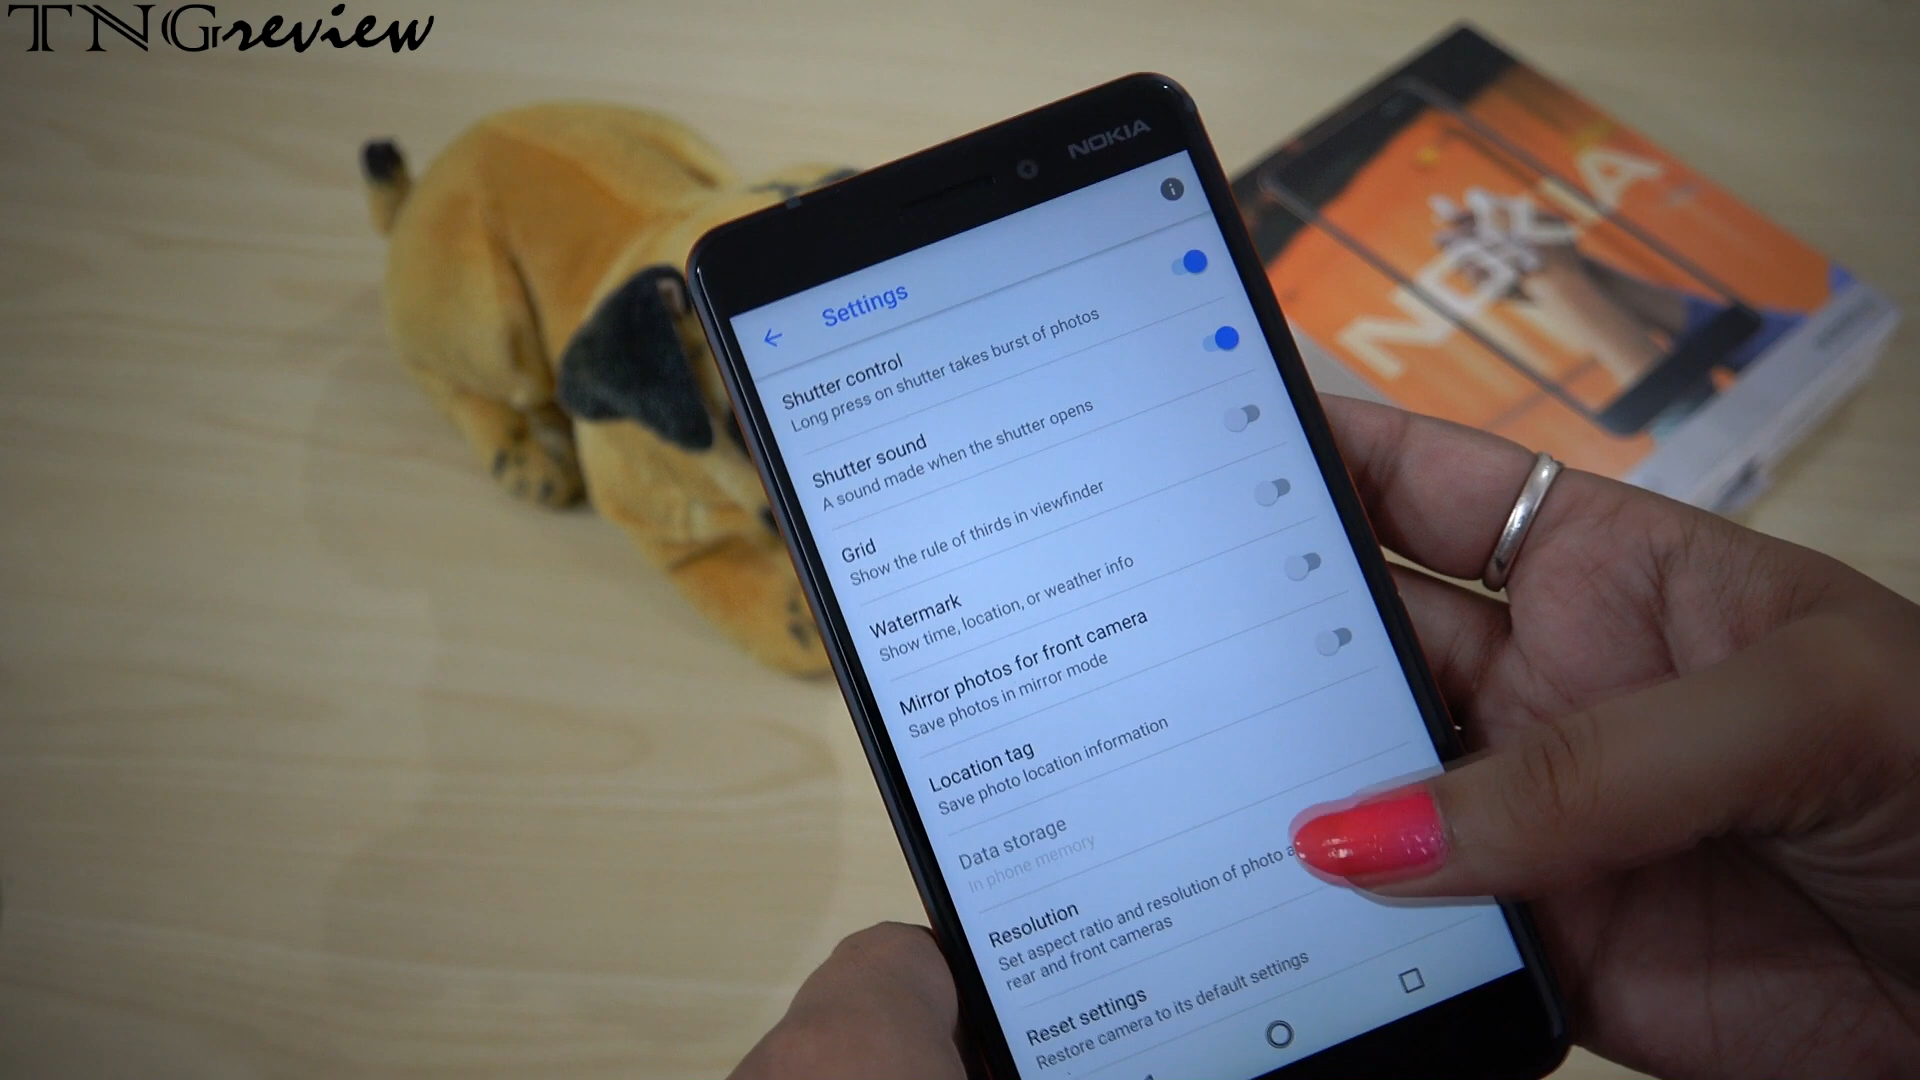 TNGreview
NOKIA
Settings
Shutter control
Long press on shutter takes burst of photos
Shutter sound
A sound made when the shutter opens
Grid
Show the rule of thirds in viewfinder
Watermark
Show time, location, or weather info
Mirror photos for front camera
Save photos in mirror mode
Location tag
Save photo location information
Data storage
In phone memory
Resolution
Set aspect ratio and resolution of photo a
rear and front cameras
Reset settings
Restore camera to its default settings
NOKIA